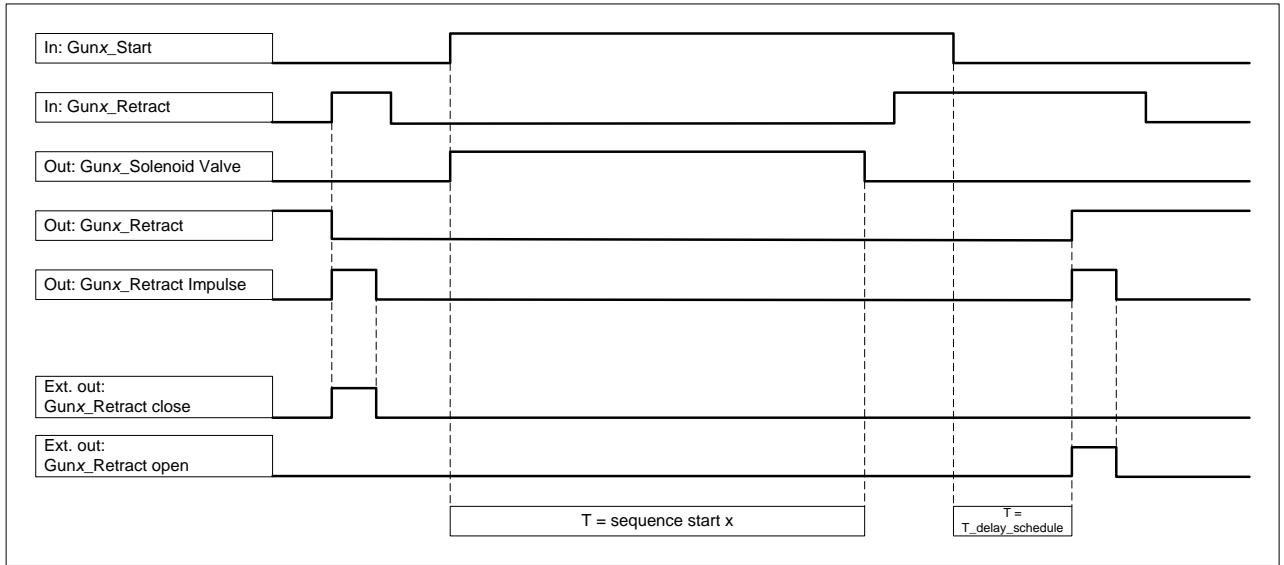 In: Gunx_Start
In: Gunx_Retract
Out: Gunx_Solenoid Valve
Out: Gunx_Retract
Out: Gunx_Retract Impulse
Ext. out:
Gunx_Retract close
Ext. out:
Gunx_Retract open
T = sequence start x
T =
T_delay_schedule